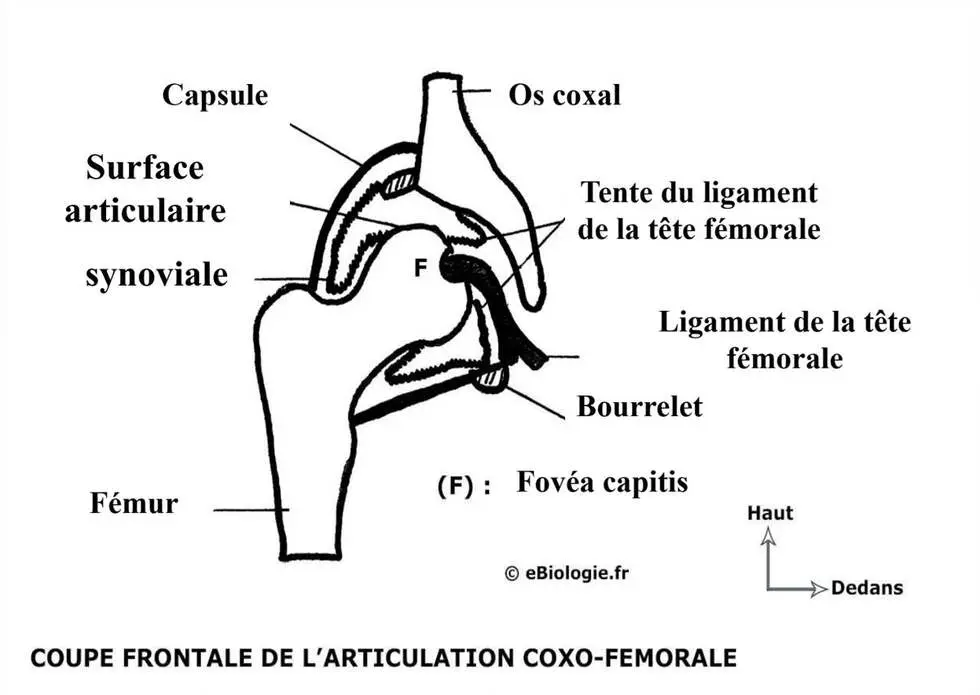 Capsule
Os coxal
Surface
articulaire
Tente du ligament
de la tête fémorale
synoviale
F
Ligament de la tête
fémorale
Bourrelet
Fémur
(F) : Fovéa capitis
Haut
Dedans
© eBiologie.fr
COUPE FRONTALE DE L’ARTICULATION COXO-FEMORALE